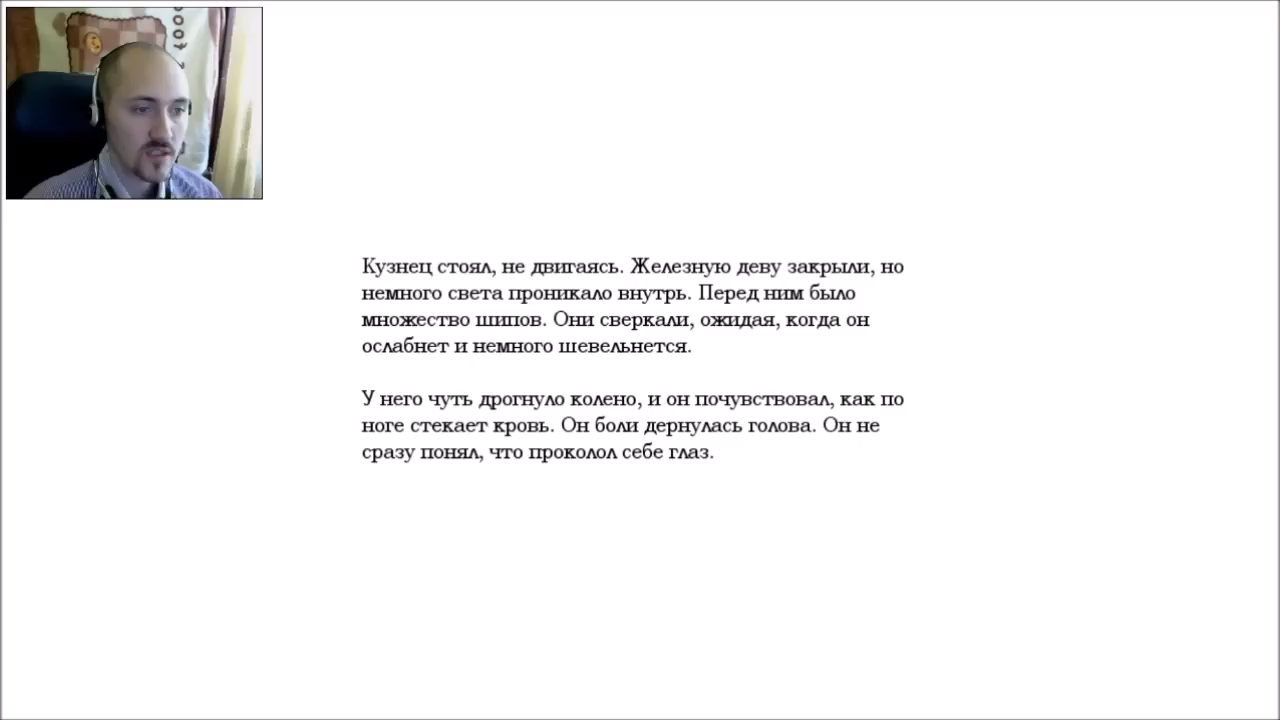 Кузнец стоял, не двигаясь. Железную деву закрыли, но
немного света проникало внутрь. Перед ним было
множество шипов. Они сверкали, ожидая, когда он
ослабнет и немного шевельнется.
У него чуть дрогнуло колено, и он почувствовал, как по
ноге стекает кровь. Он боли дернулась голова. Он не
сразу понял, что проколол себе глаз.